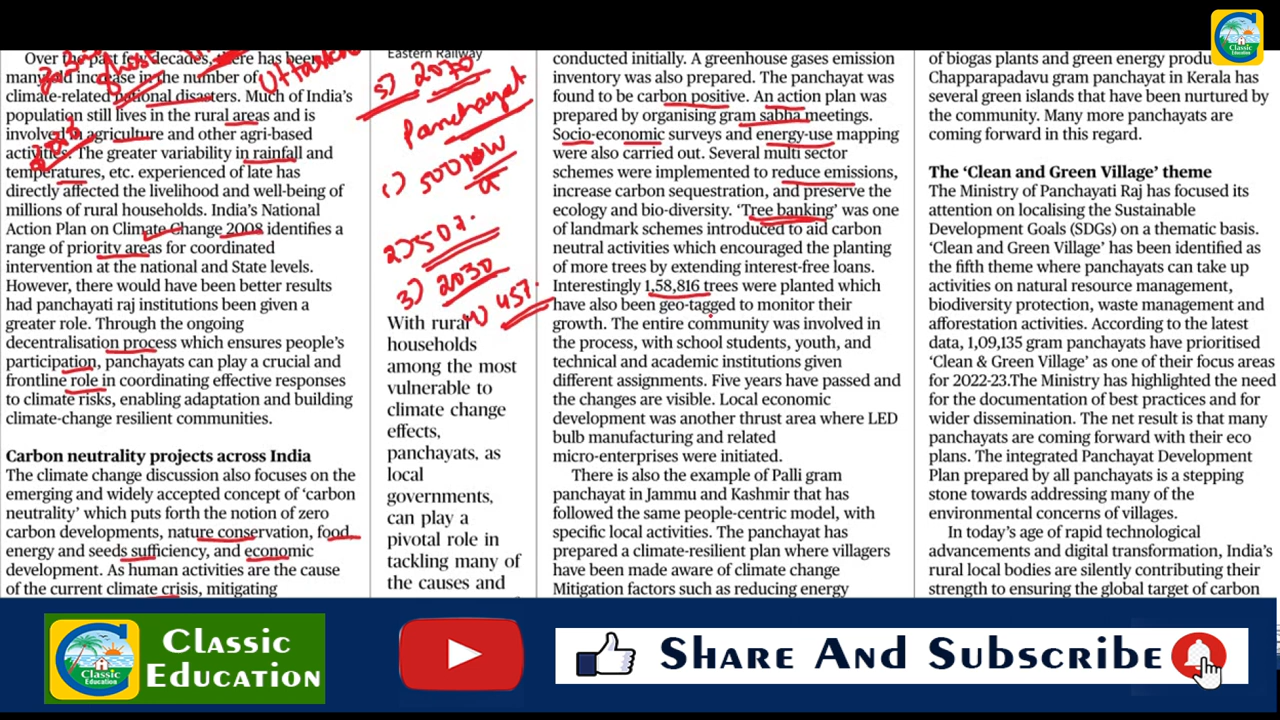 Over the past few decades, there has been
manyfold increase in the number of
climate-related national disasters. Much of India's
population still lives in the rural areas and is
involved in agriculture and other agri-based
activities. The greater variability in rainfall and
temperatures, etc. experienced of late has
directly affected the livelihood and well-being of
millions of rural households. India's National
Action Plan on Climate Change 2008 identifies a
range of priority areas for coordinated
intervention at the national and State levels.
However, there would have been better results
had panchayati raj institutions been given a
greater role. Through the ongoing
decentralisation process which ensures people's
participation, panchayats can play a crucial and
frontline role in coordinating effective responses
to climate risks, enabling adaptation and building
climate-change resilient communities.
Carbon neutrality projects across India
The climate change discussion also focuses on the
emerging and widely accepted concept of 'carbon
neutrality' which puts forth the notion of zero
carbon developments, nature conservation, food,
energy and seeds sufficiency, and economic
development. As human activities are the cause
of the current climate crisis, mitigating
Eastern Railway
5) 2070
Panchayat
1) 500
2) 50%.
3) 2030
4) 45%.
With rural
households
among the most
vulnerable to
climate change
effects,
panchayats, as
local
governments,
can play a
pivotal role in
tackling many of
the causes and
conducted initially. A greenhouse gases emission
inventory was also prepared. The panchayat was
found to be carbon positive. An action plan was
prepared by organising gram sabha meetings.
Socio-economic surveys and energy-use mapping
were also carried out. Several multi sector
schemes were implemented to reduce emissions,
increase carbon sequestration, and preserve the
ecology and bio-diversity. 'Tree banking' was one
of landmark schemes introduced to aid carbon
neutral activities which encouraged the planting
of more trees by extending interest-free loans.
Interestingly 1,58,816 trees were planted which
have also been geo-tagged to monitor their
growth. The entire community was involved in
the process, with school students, youth, and
technical and academic institutions given
different assignments. Five years have passed and
the changes are visible. Local economic
development was another thrust area where LED
bulb manufacturing and related
micro-enterprises were initiated.
There is also the example of Palli gram
panchayat in Jammu and Kashmir that has
followed the same people-centric model, with
specific local activities. The panchayat has
prepared a climate-resilient plan where villagers
have been made aware of climate change
Mitigation factors such as reducing energy
of biogas plants and green energy
Chapparapadavu gram panchayat in Kerala has
several green islands that have been nurtured by
the community. Many more panchayats are
coming forward in this regard.
The 'Clean and Green Village' theme
The Ministry of Panchayati Raj has focused its
attention on localising the Sustainable
Development Goals (SDGs) on a thematic basis.
'Clean and Green Village' has been identified as
the fifth theme where panchayats can take up
activities on natural resource management,
biodiversity protection, waste management and
afforestation activities. According to the latest
data, 1,09,135 gram panchayats have prioritised
'Clean & Green Village' as one of their focus areas
for 2022-23.The Ministry has highlighted the need
for the documentation of best practices and for
wider dissemination. The net result is that many
panchayats are coming forward with their eco
plans. The integrated Panchayat Development
Plan prepared by all panchayats is a stepping
stone towards addressing many of the
environmental concerns of villages.
In today's age of rapid technological
advancements and digital transformation, India's
rural local bodies are silently contributing their
strength to ensuring the global target of carbon
Classic
Education
Classic
Education
Classic
Education
Share And Subscribe